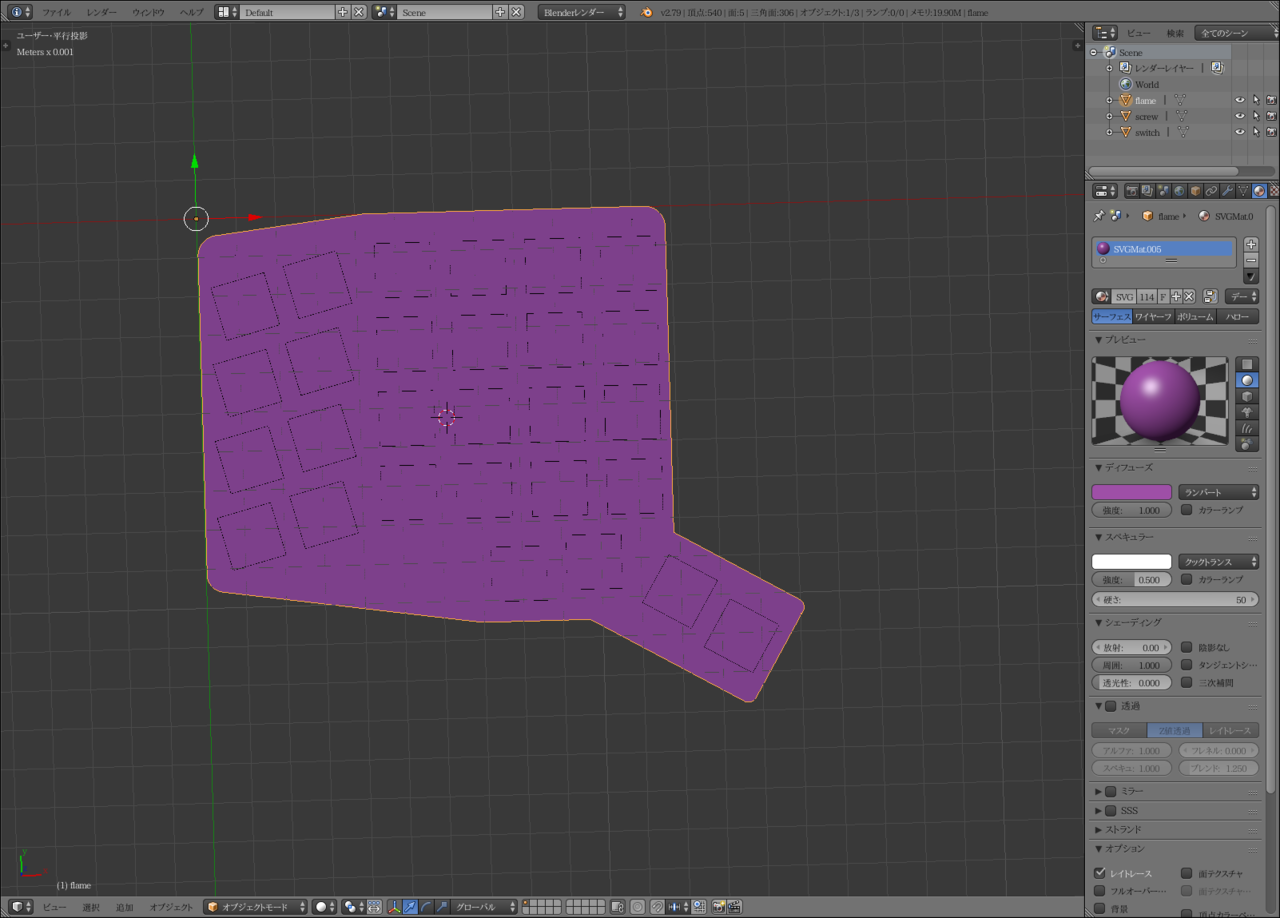 ファイル レンダー ウィンドウ ヘルプ Default Scene Blenderレンダー v2.79 | 頂点:540 | 面:5 | 三角面:306 | オブジェクト:1/3 | ランプ:0/0 | メモリ:19.90M | flame
ユーザー・平行投影
Meters x 0.001
ビュー 検索 全てのシーン
Scene
レンダーレイヤー
World
flame
screw
switch
flame SVGMat.0
SVGMat.005
SVG 114 F デー
サーフェス ワイヤーフ ボリューム ハロー
プレビュー
ディフューズ
ランバート
強度: 1.000 カラーランプ
スペキュラー
クックトランス
強度: 0.500 カラーランプ
硬さ: 50
シェーディング
放射: 0.00 陰影なし
周囲: 1.000 タンジェントシ…
透光性: 0.000 三次補間
透過
マスク Z値透過 レイトレース
アルファ: 1.000 フレネル: 0.000
スペキュ: 1.000 ブレンド: 1.250
ミラー
SSS
ストランド
オプション
レイトレース 面テクスチャ
フルオーバー… 面テクスチャ…
背景 頂点カラーペ…
y
(1) flame
ビュー 選択 追加 オブジェクト オブジェクトモード グローバル